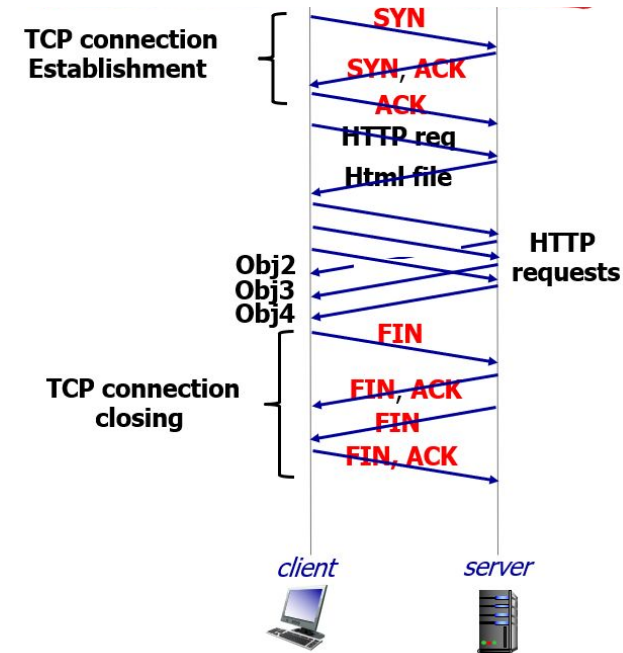 SYN
TCP connection
Establishment
SYN, ACK
ACK
HTTP req
Html file
HTTP
requests
Obj2
Obj3
Obj4
FIN
TCP connection
closing
FIN, ACK
FIN
FIN, ACK
client
server